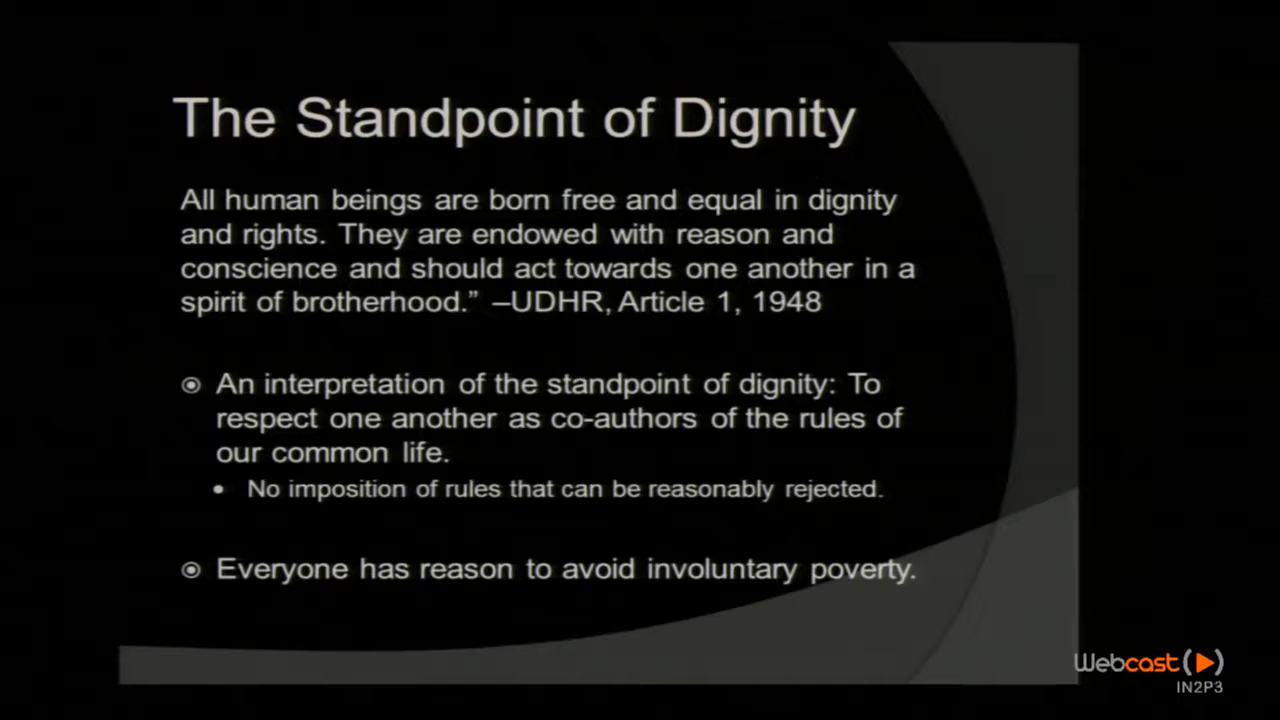 The Standpoint of Dignity
All human beings are born free and equal in dignity
and rights. They are endowed with reason and
conscience and should act towards one another in a
spirit of brotherhood.” –UDHR, Article 1, 1948
An interpretation of the standpoint of dignity: To
respect one another as co-authors of the rules of
our common life.
• No imposition of rules that can be reasonably rejected.
Everyone has reason to avoid involuntary poverty.
Webcast
IN2P3